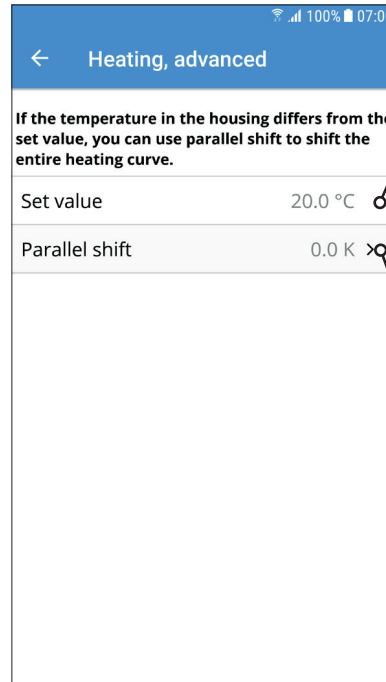 100% 07:0
Heating, advanced
If the temperature in the housing differs from the
set value, you can use parallel shift to shift the
entire heating curve.
Set value 20.0 °C
Parallel shift 0.0 K